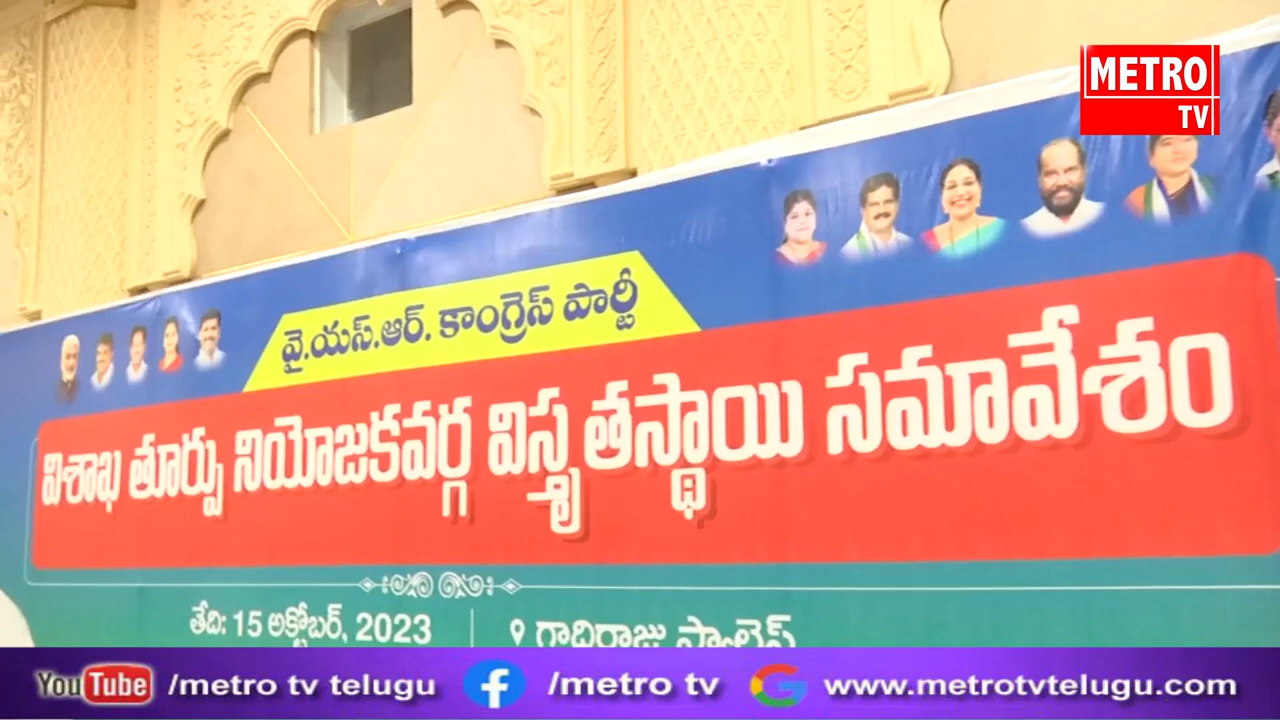 METRO
TV
వై.యస్.ఆర్. కాంగ్రెస్ పార్టీ
విశాఖ తూర్పు నియోజకవర్గ విస్మృతస్థాయి సమావేశం
తేది: 15 అక్టోబర్, 2023
గాదిరాజు ప్యాలెస్
YouTube /metro tv telugu /metro tv www.metrotvtelugu.com